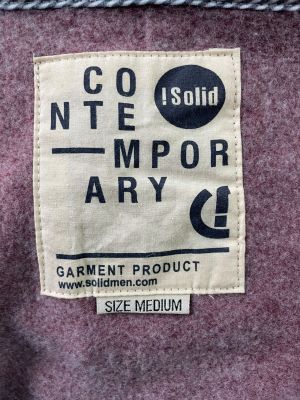 CO
!Solid
NTE
—MPOR
ARY
GARMENT PRODUCT
www.solidmen.com
SIZE MEDIUM